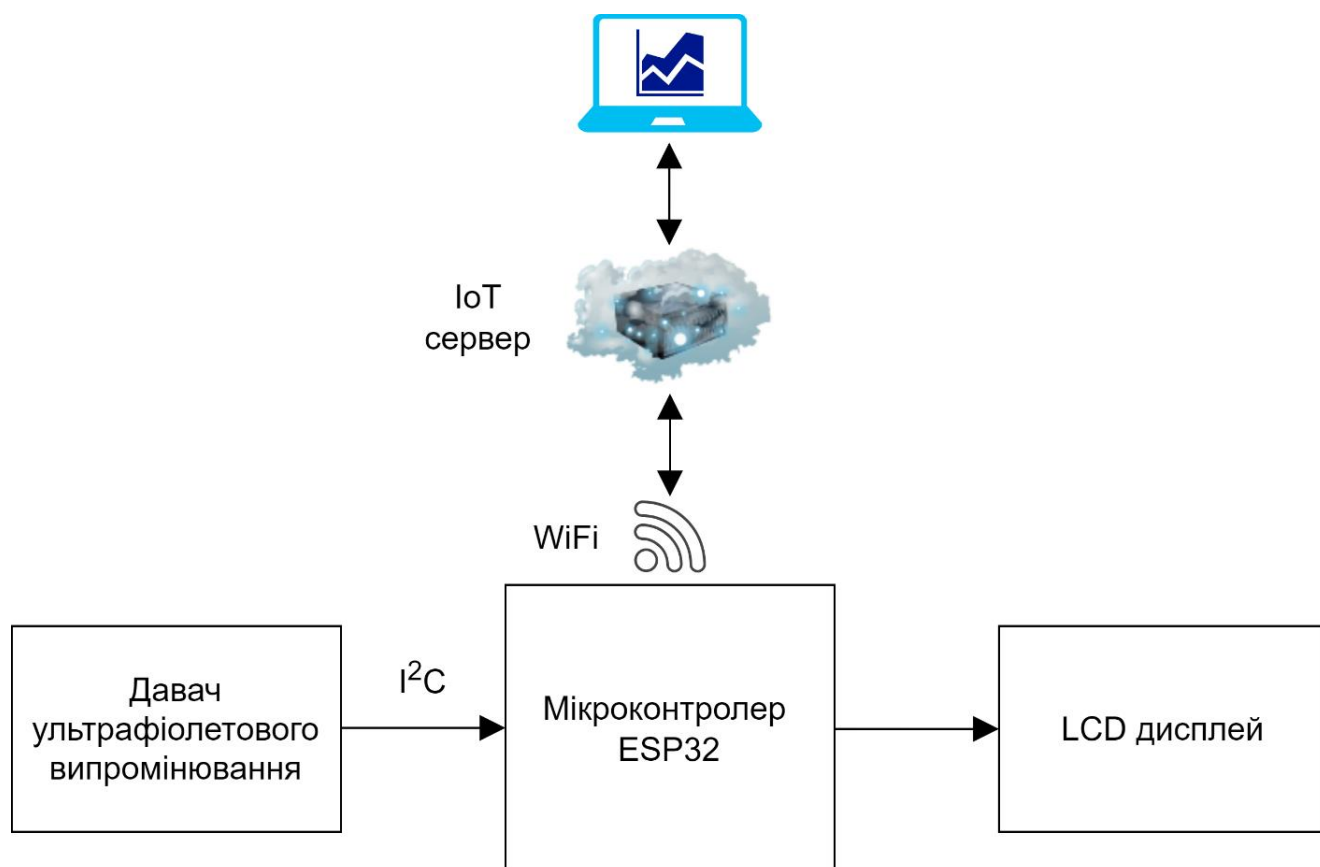 IoT
сервер
WiFi
Давач
ультрафіолетового
випромінювання
I²C
Мікроконтролер
ESP32
LCD дисплей